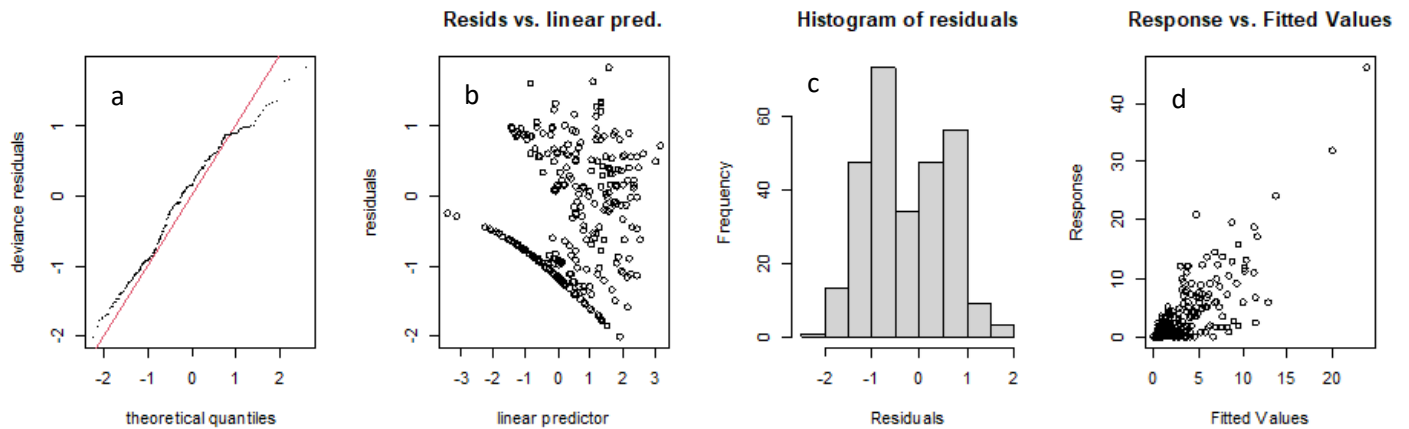 a
deviance residuals
-2 -1 0 1
-2 -1 0 1 2
theoretical quantiles
Resids vs. linear pred.
b
residuals
-2 -1 0 1
-3 -2 -1 0 1 2 3
linear predictor
Histogram of residuals
c
Frequency
0 20 40 60
-2 -1 0 1 2
Residuals
Response vs. Fitted Values
d
Response
0 10 20 30 40
0 5 10 15 20
Fitted Values